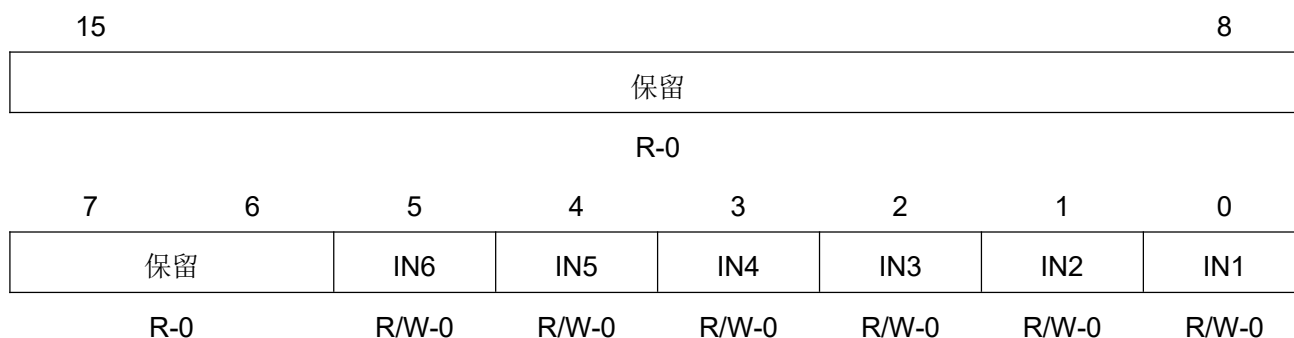 15 8
保留
R-0
7 6 5 4 3 2 1 0
保留 IN6 IN5 IN4 IN3 IN2 IN1
R-0 R/W-0 R/W-0 R/W-0 R/W-0 R/W-0 R/W-0